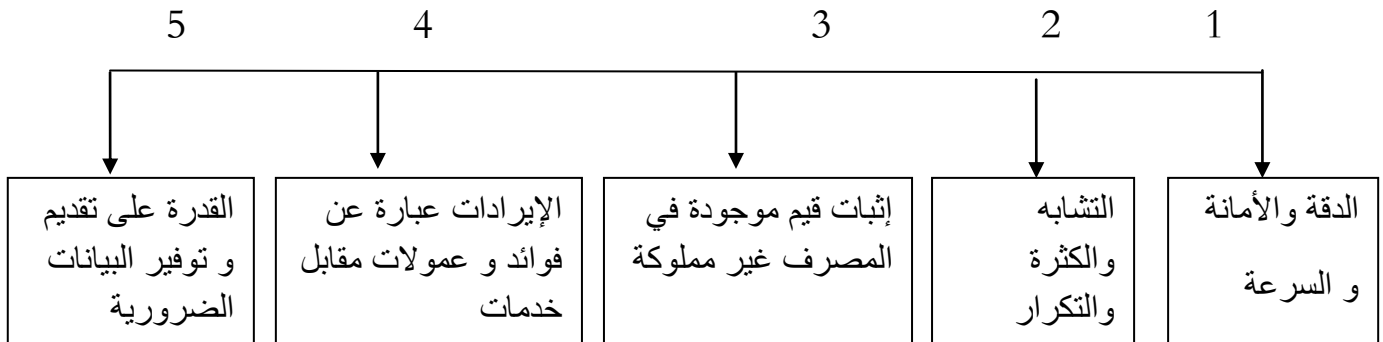 1 2 3 4 5
الدقة والأمانة
و السرعة
التشابه
والكثرة
والتكرار
إثبات قيم موجودة في
المصرف غير مملوكة
الإيرادات عبارة عن
فوائد و عمولات مقابل
خدمات
القدرة على تقديم
و توفير البيانات
الضرورية